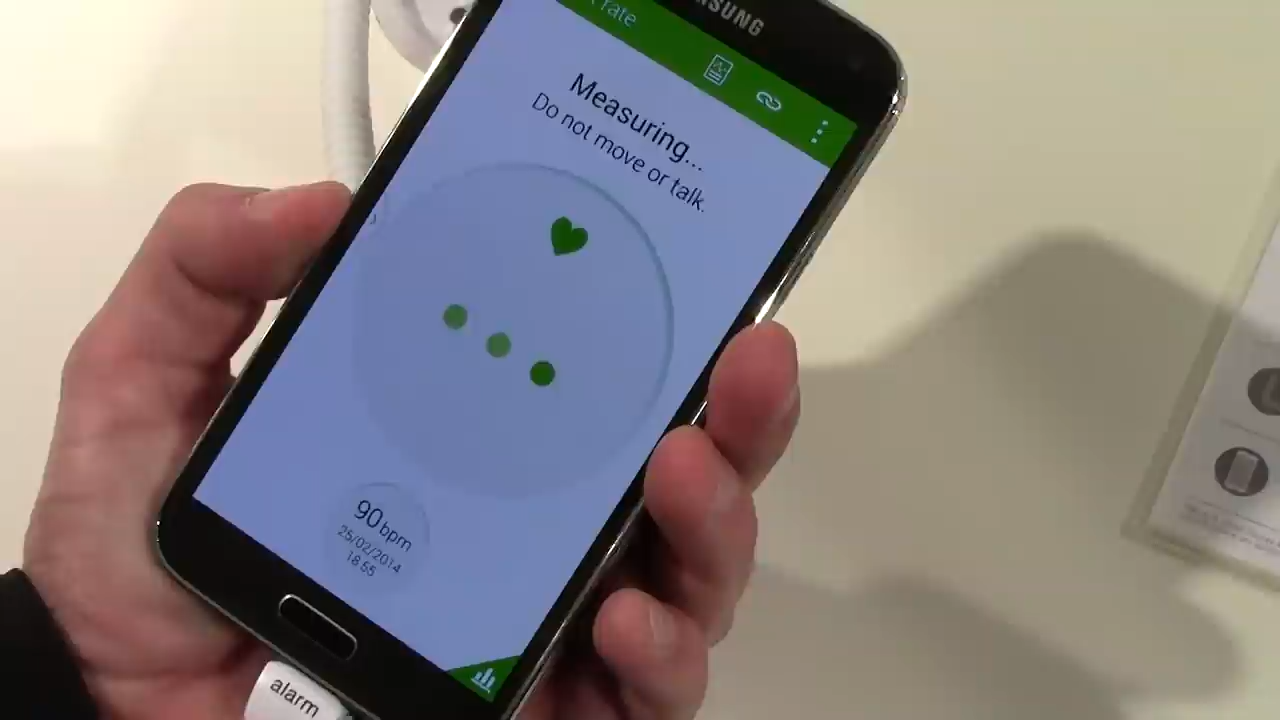 SAMSUNG
rate
Measuring...
Do not move or talk.
90 bpm
25/02/2014
18:55
alarm